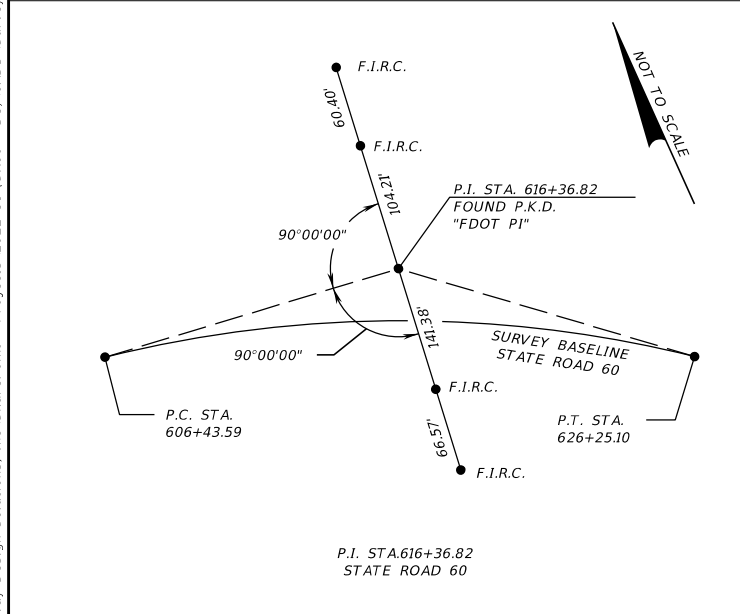 F.I.R.C.
NOT TO SCALE
60.40'
F.I.R.C.
104.21'
P.I. STA. 616+36.82
FOUND P.K.D.
"FDOT PI"
90°00'00"
141.38'
SURVEY BASELINE
STATE ROAD 60
90°00'00"
F.I.R.C.
P.C. STA.
606+43.59
P.T. STA.
626+25.10
66.57'
F.I.R.C.
P.I. STA.616+36.82
STATE ROAD 60